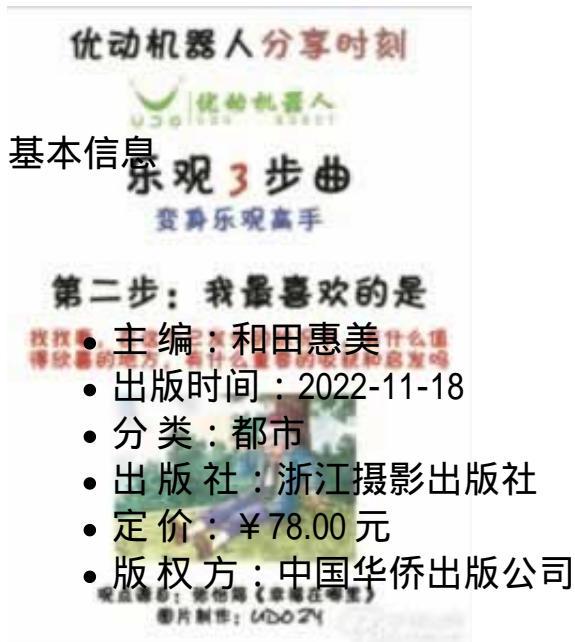 优动机器人分享时刻
优动机器人
UDO
基本信息
乐观3步曲
变身乐观高手
第二步：我最喜欢的是
主 编：和田惠美
出版时间：2022-11-18
分 类：都市
出 版 社：浙江摄影出版社
定 价：￥78.00 元
版 权 方：中国华侨出版公司
图片制作：UDO ZY